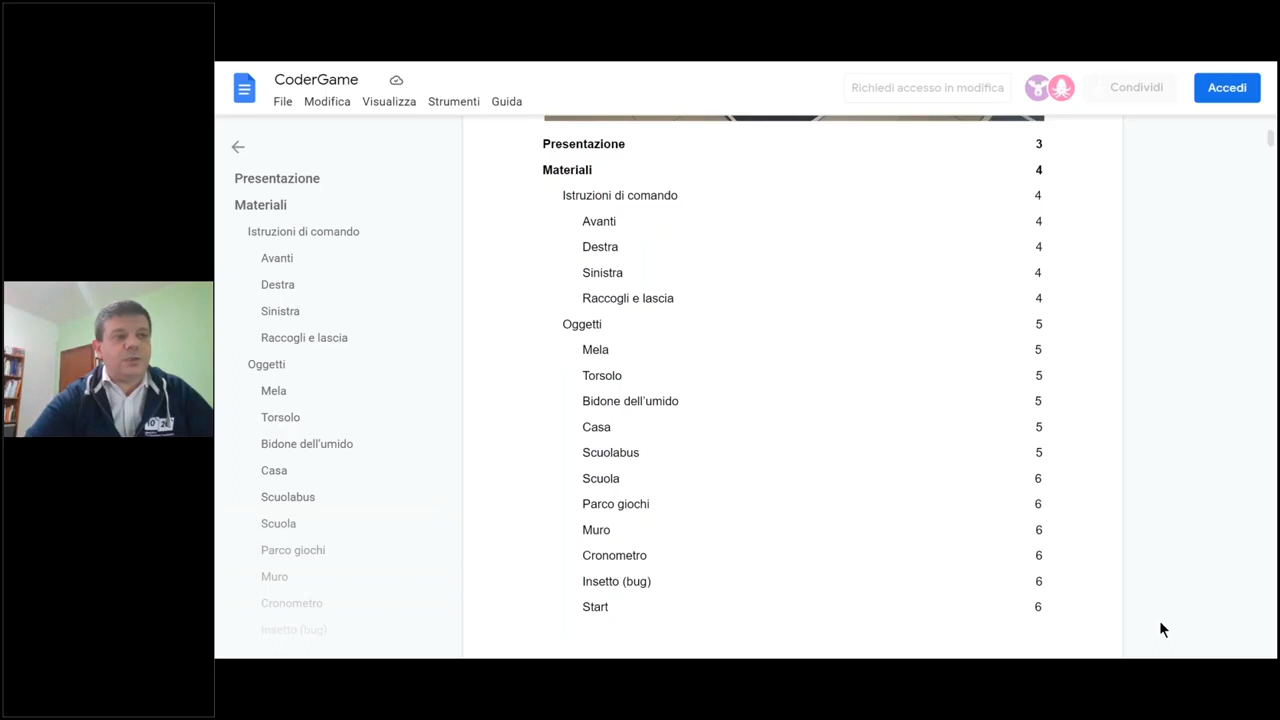 CoderGame
File Modifica Visualizza Strumenti Guida
Richiedi accesso in modifica
Condividi
Accedi
Presentazione
Materiali
Istruzioni di comando
Avanti
Destra
Sinistra
Raccogli e lascia
Oggetti
Mela
Torsolo
Bidone dell'umido
Casa
Scuolabus
Scuola
Parco giochi
Muro
Cronometro
Insetto (bug)
Presentazione 3
Materiali 4
Istruzioni di comando 4
Avanti 4
Destra 4
Sinistra 4
Raccogli e lascia 4
Oggetti 5
Mela 5
Torsolo 5
Bidone dell'umido 5
Casa 5
Scuolabus 5
Scuola 6
Parco giochi 6
Muro 6
Cronometro 6
Insetto (bug) 6
Start 6